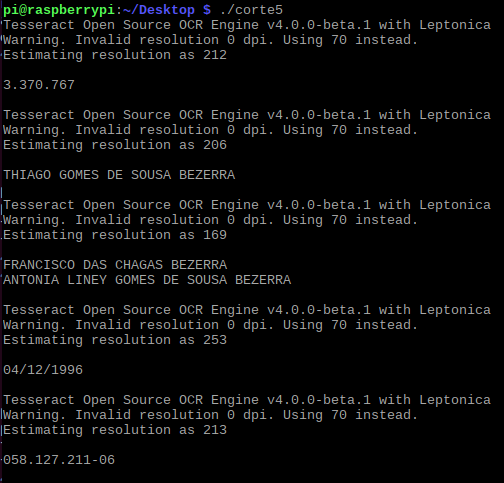 pi@raspberrypi:~/Desktop $ ./corte5
Tesseract Open Source OCR Engine v4.0.0-beta.1 with Leptonica
Warning. Invalid resolution 0 dpi. Using 70 instead.
Estimating resolution as 212
3.370.767
Tesseract Open Source OCR Engine v4.0.0-beta.1 with Leptonica
Warning. Invalid resolution 0 dpi. Using 70 instead.
Estimating resolution as 206
THIAGO GOMES DE SOUSA BEZERRA
Tesseract Open Source OCR Engine v4.0.0-beta.1 with Leptonica
Warning. Invalid resolution 0 dpi. Using 70 instead.
Estimating resolution as 169
FRANCISCO DAS CHAGAS BEZERRA
ANTONIA LINEY GOMES DE SOUSA BEZERRA
Tesseract Open Source OCR Engine v4.0.0-beta.1 with Leptonica
Warning. Invalid resolution 0 dpi. Using 70 instead.
Estimating resolution as 253
04/12/1996
Tesseract Open Source OCR Engine v4.0.0-beta.1 with Leptonica
Warning. Invalid resolution 0 dpi. Using 70 instead.
Estimating resolution as 213
058.127.211-06